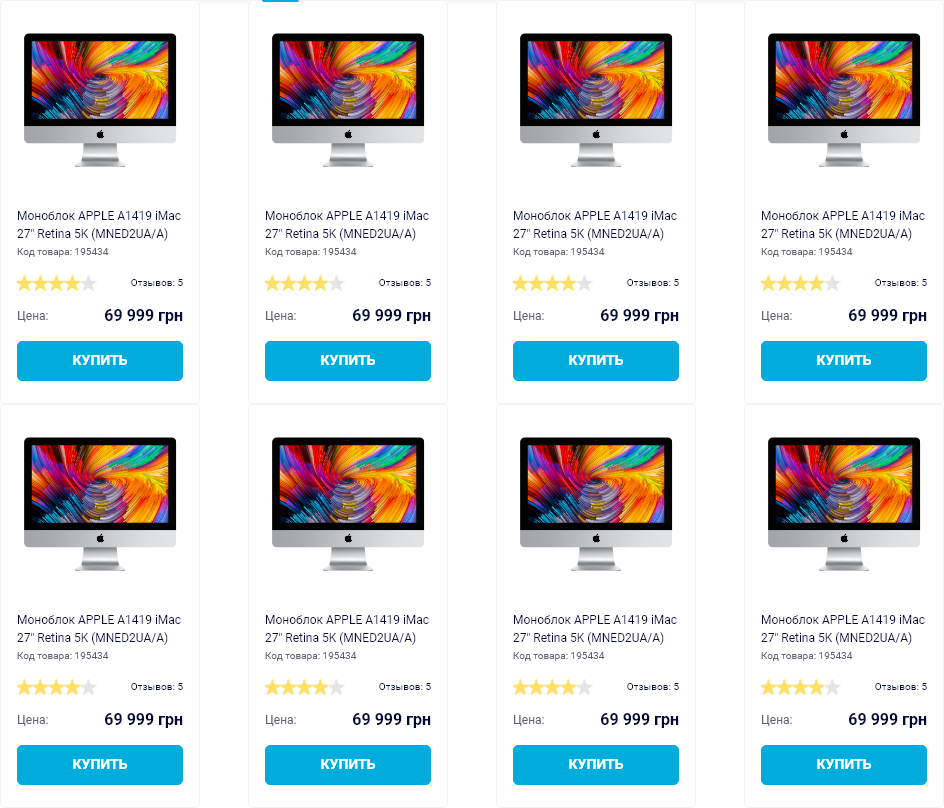 Моноблок APPLE A1419 iMac
27" Retina 5K (MNED2UA/A)
Код товара: 195434
Отзывов: 5
Цена: 69 999 грн
КУПИТЬ
Моноблок APPLE A1419 iMac
27" Retina 5K (MNED2UA/A)
Код товара: 195434
Отзывов: 5
Цена: 69 999 грн
КУПИТЬ
Моноблок APPLE A1419 iMac
27" Retina 5K (MNED2UA/A)
Код товара: 195434
Отзывов: 5
Цена: 69 999 грн
КУПИТЬ
Моноблок APPLE A1419 iMac
27" Retina 5K (MNED2UA/A)
Код товара: 195434
Отзывов: 5
Цена: 69 999 грн
КУПИТЬ
Моноблок APPLE A1419 iMac
27" Retina 5K (MNED2UA/A)
Код товара: 195434
Отзывов: 5
Цена: 69 999 грн
КУПИТЬ
Моноблок APPLE A1419 iMac
27" Retina 5K (MNED2UA/A)
Код товара: 195434
Отзывов: 5
Цена: 69 999 грн
КУПИТЬ
Моноблок APPLE A1419 iMac
27" Retina 5K (MNED2UA/A)
Код товара: 195434
Отзывов: 5
Цена: 69 999 грн
КУПИТЬ
Моноблок APPLE A1419 iMac
27" Retina 5K (MNED2UA/A)
Код товара: 195434
Отзывов: 5
Цена: 69 999 грн
КУПИТЬ